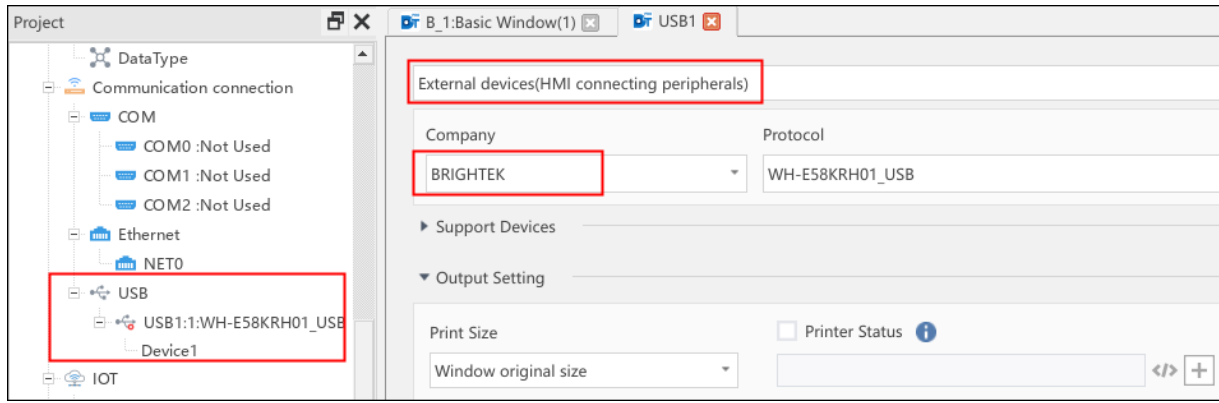 Project
DataType
Communication connection
COM
COM0 :Not Used
COM1 :Not Used
COM2 :Not Used
Ethernet
NET0
USB
USB1:1:WH-E58KRH01_USB
Device1
IOT
B_1:Basic Window(1)
USB1
External devices(HMI connecting peripherals)
Company
Protocol
BRIGHTEK
WH-E58KRH01_USB
Support Devices
Output Setting
Print Size
Printer Status
Window original size